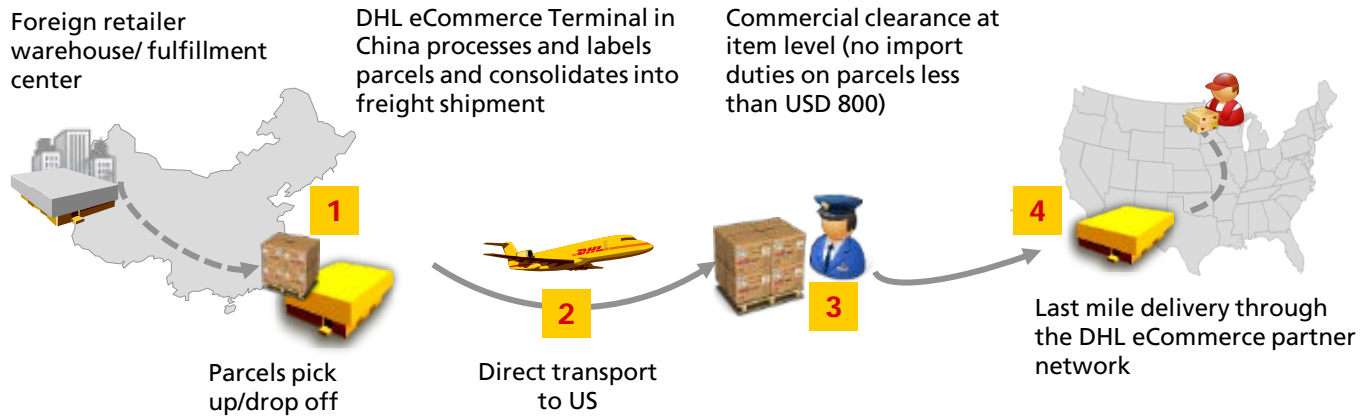 Foreign retailer
warehouse/ fulfillment
center
DHL eCommerce Terminal in
China processes and labels
parcels and consolidates into
freight shipment
Commercial clearance at
item level (no import
duties on parcels less
than USD 800)
1
DHL
2
3
4
Parcels pick
up/drop off
Direct transport
to US
Last mile delivery through
the DHL eCommerce partner
network